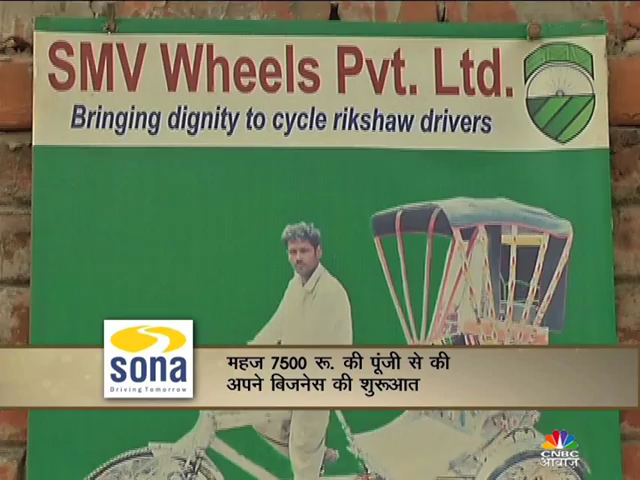 SMV Wheels Pvt. Ltd.
Bringing dignity to cycle rikshaw drivers
sona
Driving Tomorrow
महज 7500 रू. की पूंजी से की
अपने बिजनेस की शुरूआत
CNBC
आवाज़